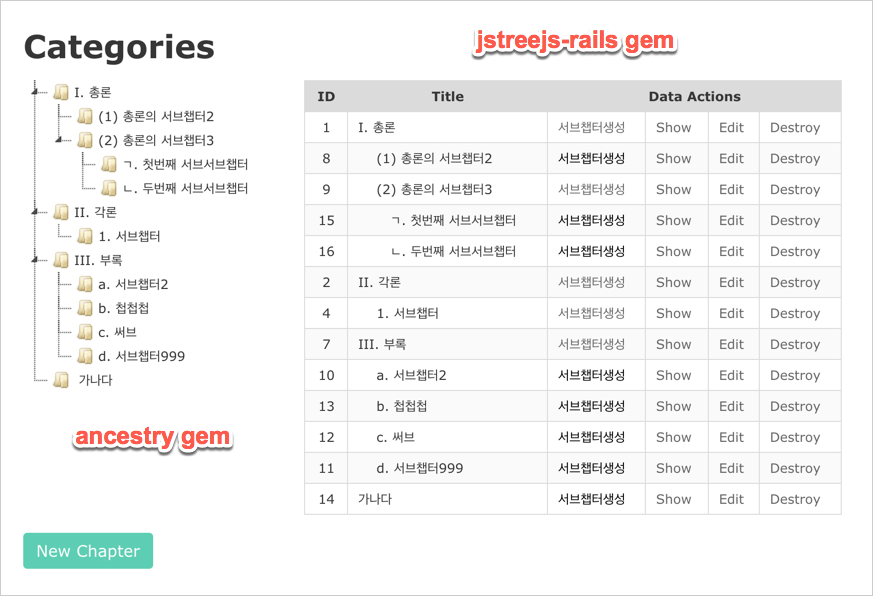 Categories
jstreejs-rails gem
I. 총론
(1) 총론의 서브챕터2
(2) 총론의 서브챕터3
ㄱ. 첫번째 서브서브챕터
ㄴ. 두번째 서브서브챕터
II. 각론
1. 서브챕터
III. 부록
a. 서브챕터2
b. 첩첩첩
c. 써브
d. 서브챕터999
가나다
ancestry gem
New Chapter
ID Title Data Actions
1 I. 총론 서브챕터생성 Show Edit Destroy
8 (1) 총론의 서브챕터2 서브챕터생성 Show Edit Destroy
9 (2) 총론의 서브챕터3 서브챕터생성 Show Edit Destroy
15 ㄱ. 첫번째 서브서브챕터 서브챕터생성 Show Edit Destroy
16 ㄴ. 두번째 서브서브챕터 서브챕터생성 Show Edit Destroy
2 II. 각론 서브챕터생성 Show Edit Destroy
4 1. 서브챕터 서브챕터생성 Show Edit Destroy
7 III. 부록 서브챕터생성 Show Edit Destroy
10 a. 서브챕터2 서브챕터생성 Show Edit Destroy
13 b. 첩첩첩 서브챕터생성 Show Edit Destroy
12 c. 써브 서브챕터생성 Show Edit Destroy
11 d. 서브챕터999 서브챕터생성 Show Edit Destroy
14 가나다 서브챕터생성 Show Edit Destroy